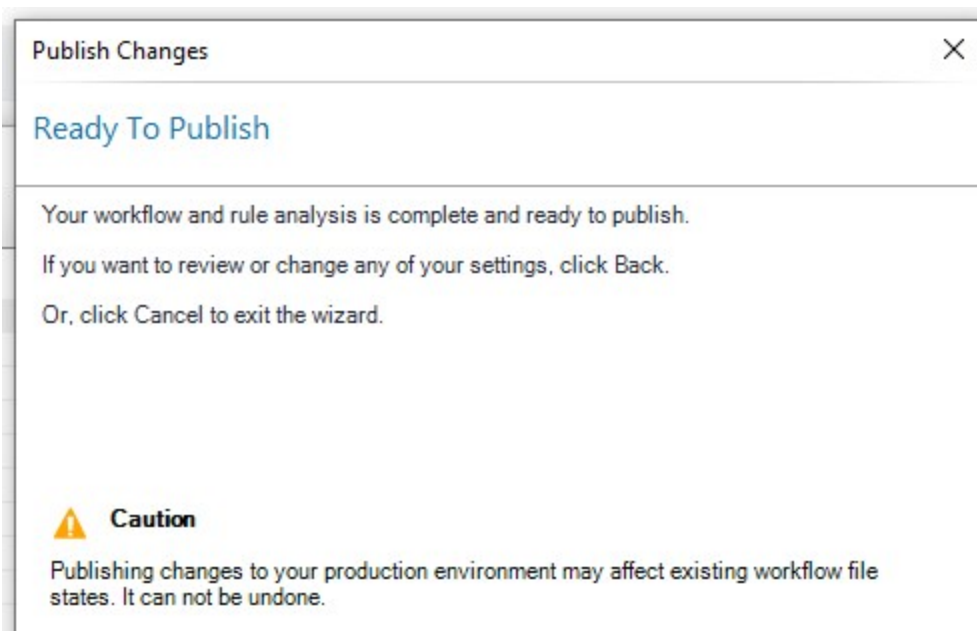 Publish Changes
Ready To Publish
Your workflow and rule analysis is complete and ready to publish.
If you want to review or change any of your settings, click Back.
Or, click Cancel to exit the wizard.
Caution
Publishing changes to your production environment may affect existing workflow file
states. It can not be undone.